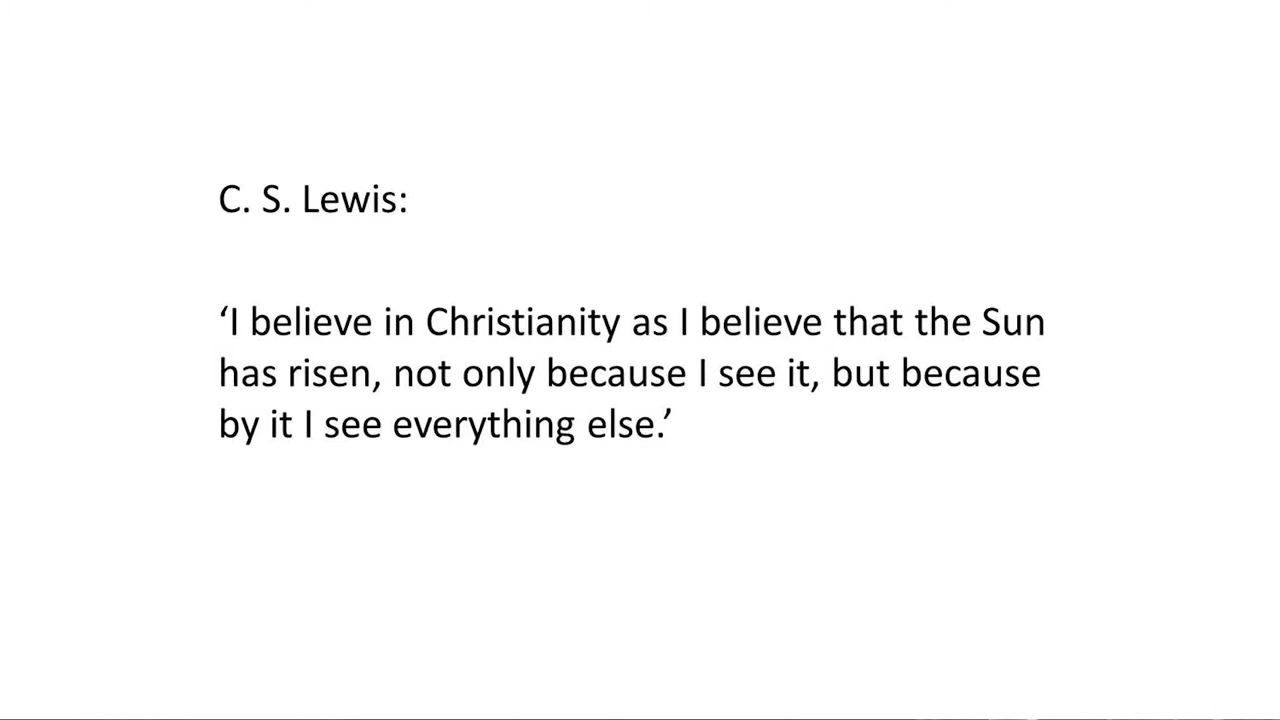 C. S. Lewis:
‘I believe in Christianity as I believe that the Sun
has risen, not only because I see it, but because
by it I see everything else.’